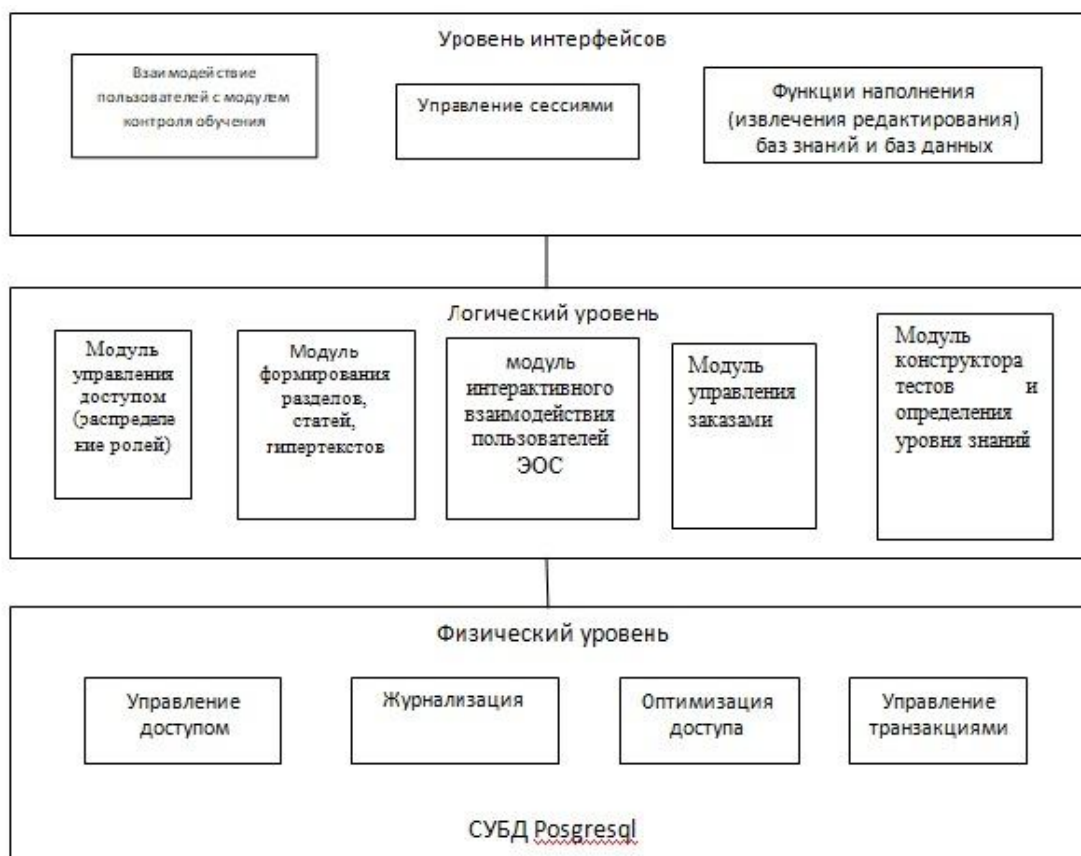 Уровень интерфейсов
Взаимодействие
пользователей с модулем
контроля обучения
Управление сессиями
Функции наполнения
(извлечения редактирования)
баз знаний и баз данных
Логический уровень
Модуль
управления
доступом
(распределе
ние ролей)
Модуль
формирования
разделов,
статей,
гипертекстов
модуль
интерактивного
взаимодействия
пользователей
ЭОС
Модуль
управления
заказами
Модуль
конструктора
тестов и
определения
уровня знаний
Физический уровень
Управление
доступом
Журнализация
Оптимизация
доступа
Управление
транзакциями
СУБД Posgresql